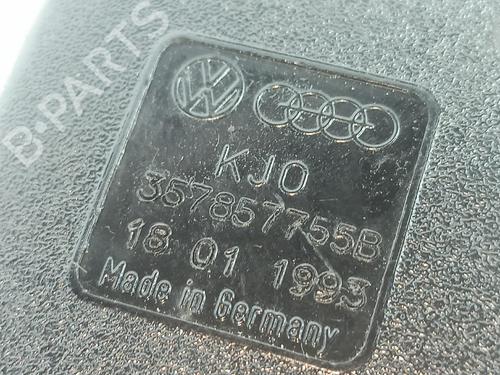 B-PARTS
KJO
357857755B
18 01 1993
Made in Germany